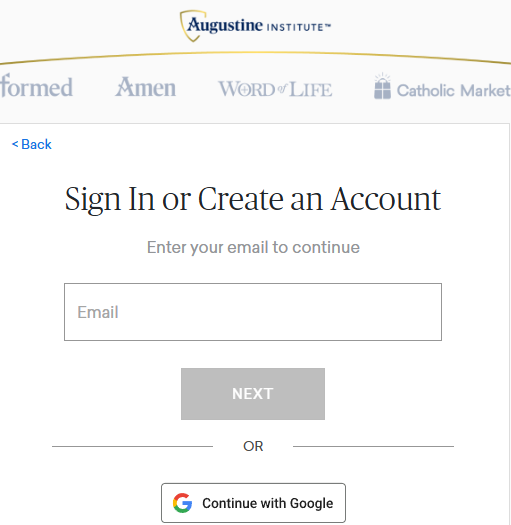 Augustine INSTITUTE™
formed Amen WORD of LIFE Catholic Market
< Back
Sign In or Create an Account
Enter your email to continue
Email
NEXT
OR
Continue with Google